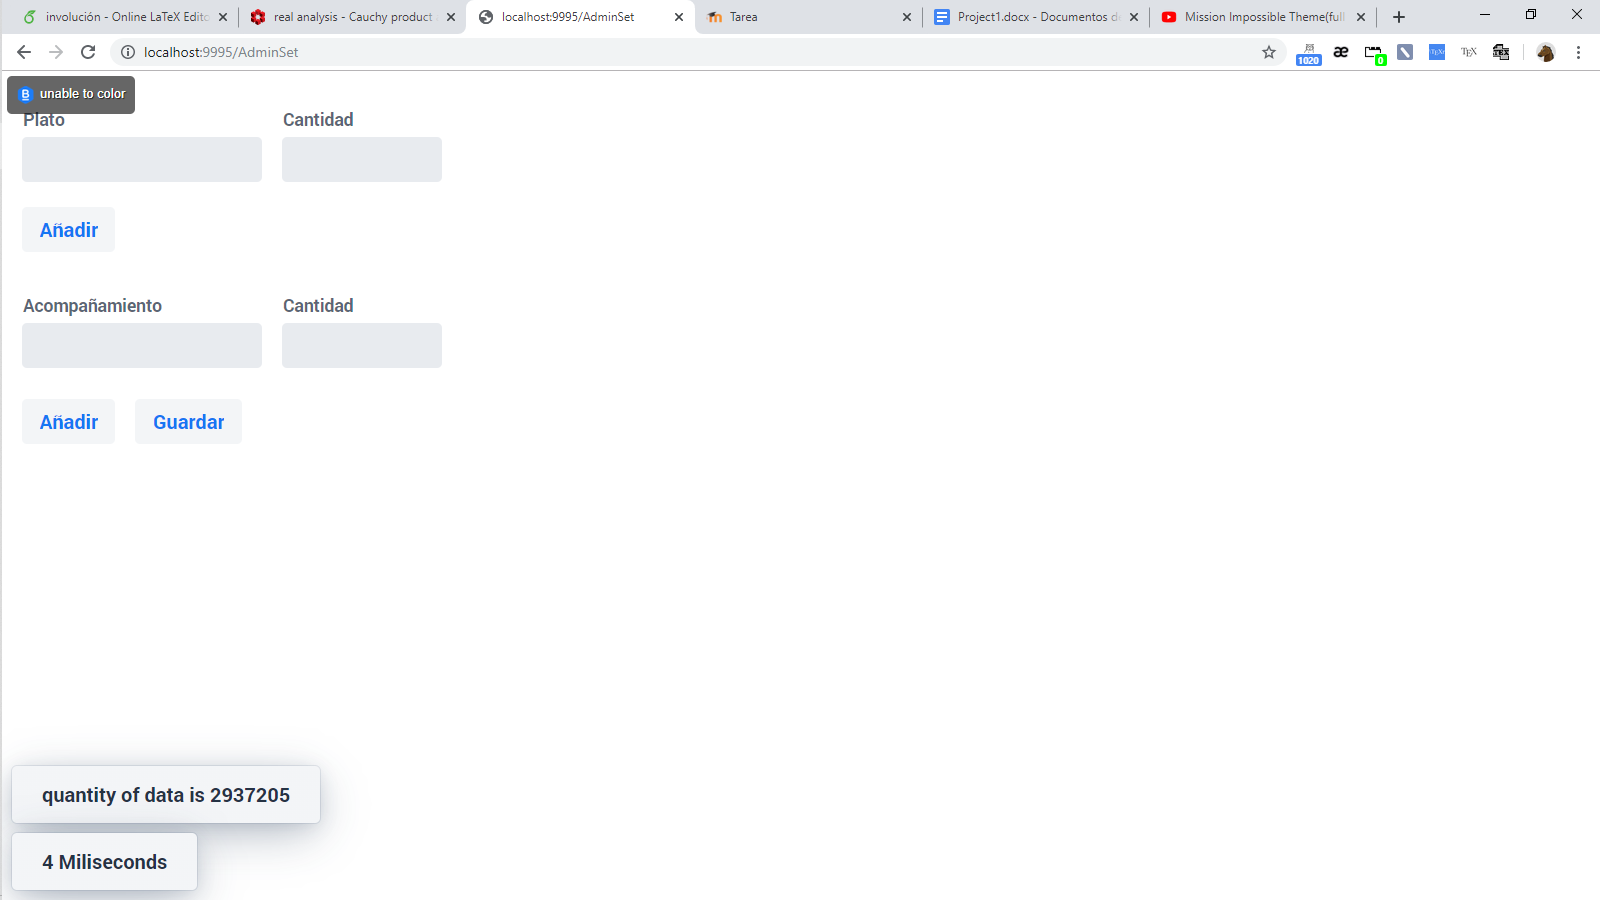 involución - Online LaTeX Edito
real analysis - Cauchy product
localhost:9995/AdminSet
Tarea
Project1.docx - Documentos d
Mission Impossible Theme(full
localhost:9995/AdminSet
1020
æ
0
TEX
unable to color
Plato
Cantidad
Añadir
Acompañamiento
Cantidad
Añadir
Guardar
quantity of data is 2937205
4 Miliseconds